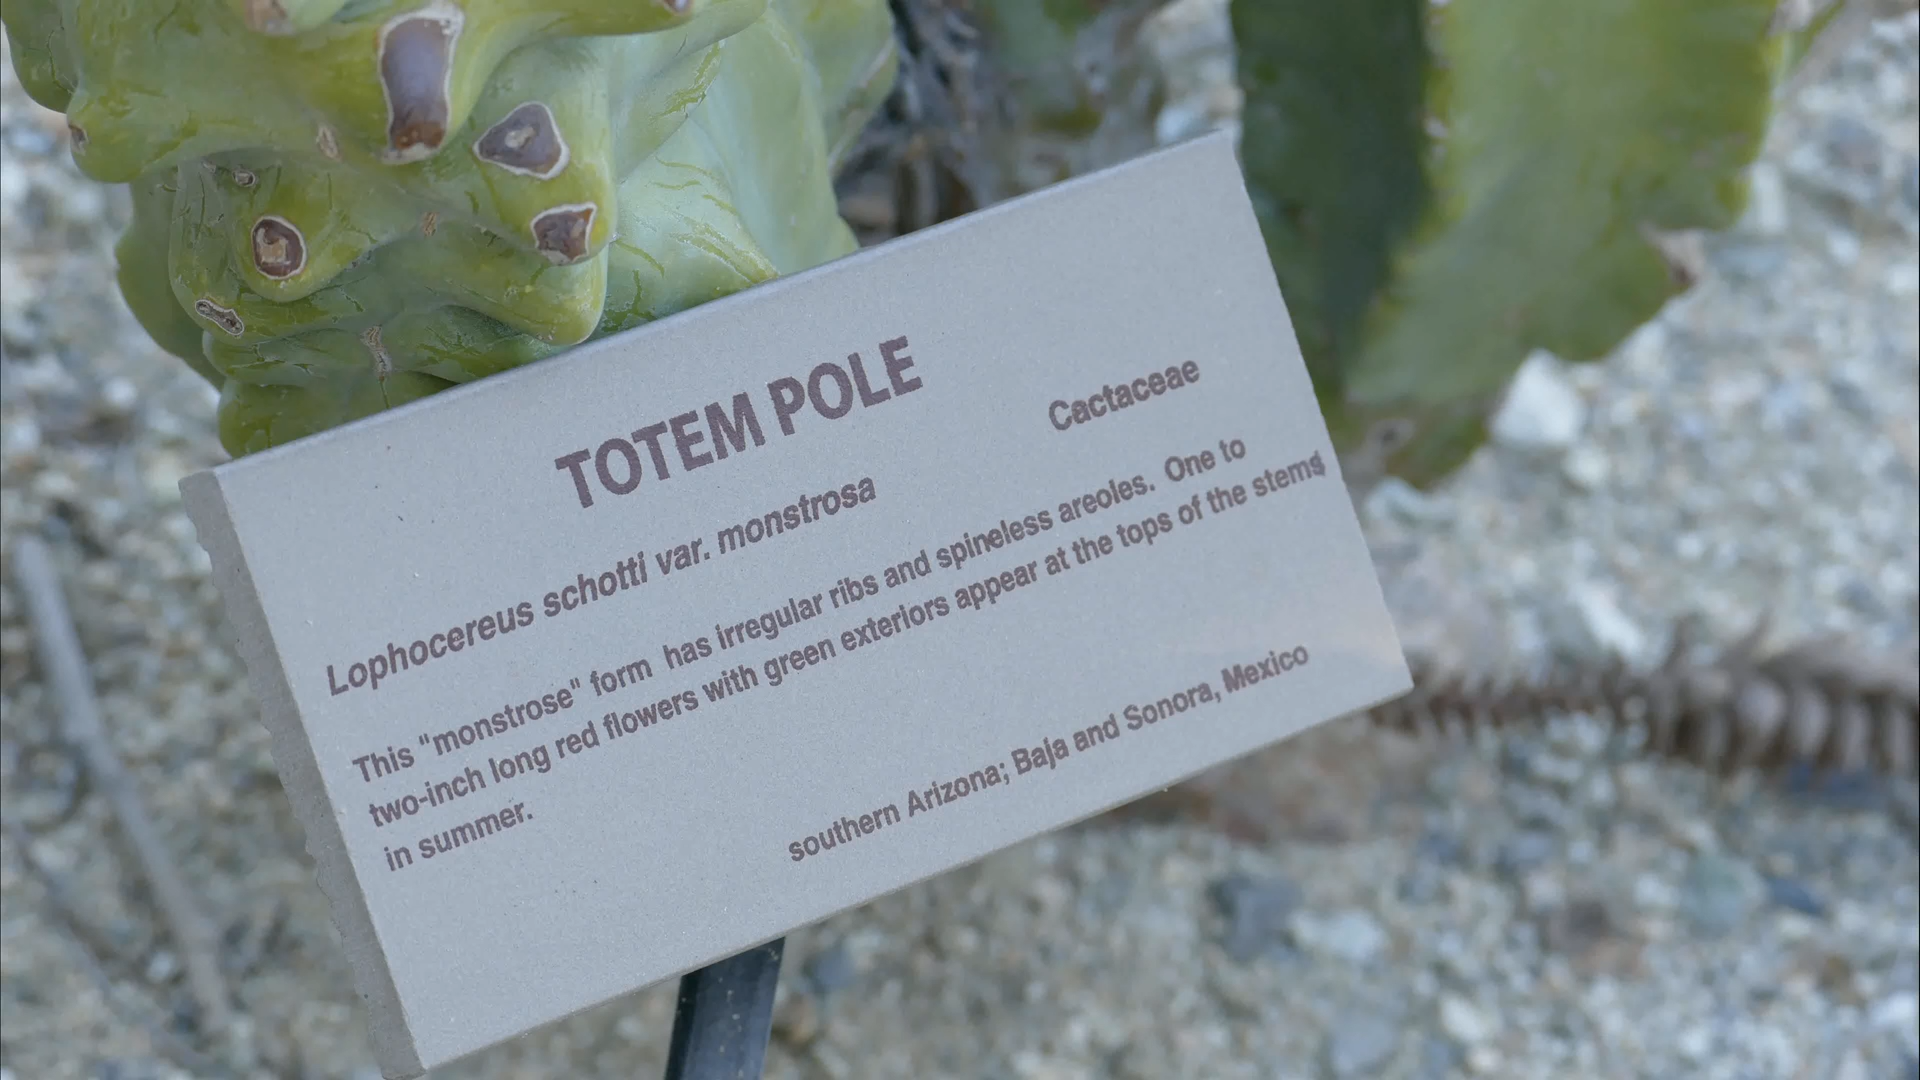 TOTEM POLE
Cactaceae
Lophocereus schotti var. monstrosa
This "monstrose" form has irregular ribs and spineless areoles. One to
two-inch long red flowers with green exteriors appear at the tops of the stems
in summer.
southern Arizona; Baja and Sonora, Mexico